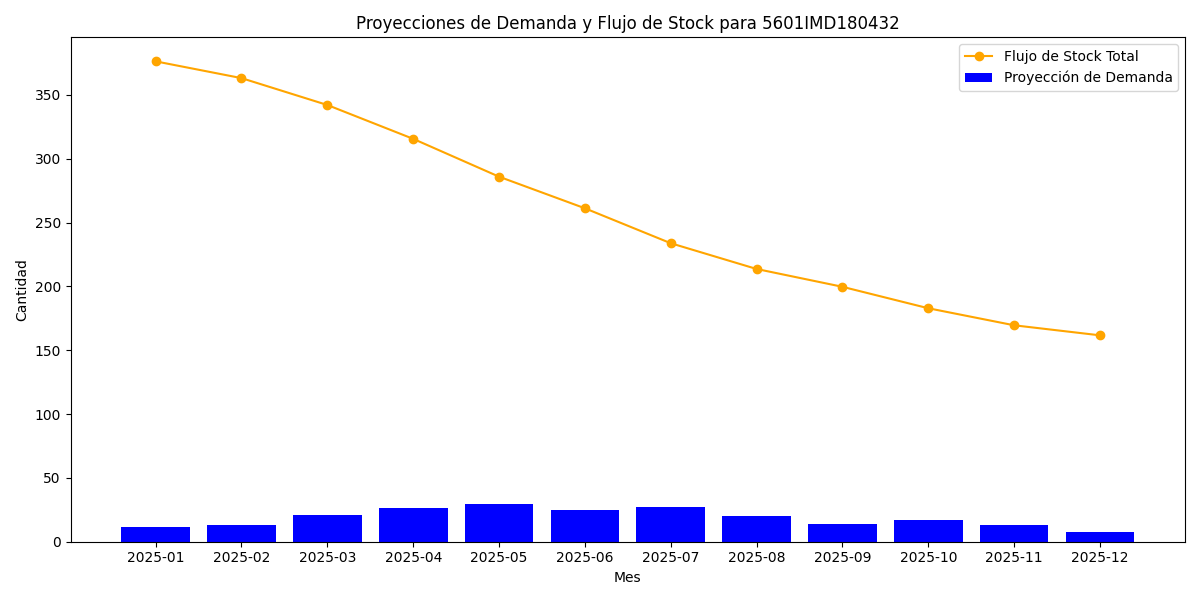 Proyecciones de Demanda y Flujo de Stock para 5601IMD180432
Flujo de Stock Total
Proyección de Demanda
Cantidad
350
300
250
200
150
100
50
0
2025-01 2025-02 2025-03 2025-04 2025-05 2025-06 2025-07 2025-08 2025-09 2025-10 2025-11 2025-12
Mes